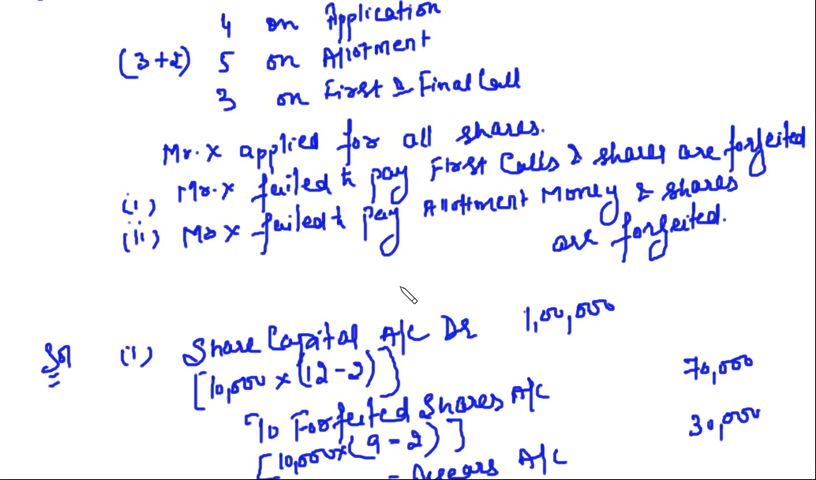 4 on Application
(3+2) 5 on Allotment
3 on First & Final Call
Mr. X applied for all shares.
(i) Mr. X failed to pay First Calls & shares are forfeited
(ii) Mr X failed to pay Allotment Money & shares
are forfeited.
Sol (i) Share Capital A/C Dr 1,00,000
[10,000 x (12-2)]
To Forfeited Shares A/C 70,000
[10,000x(9-2)]
A/C 30,000